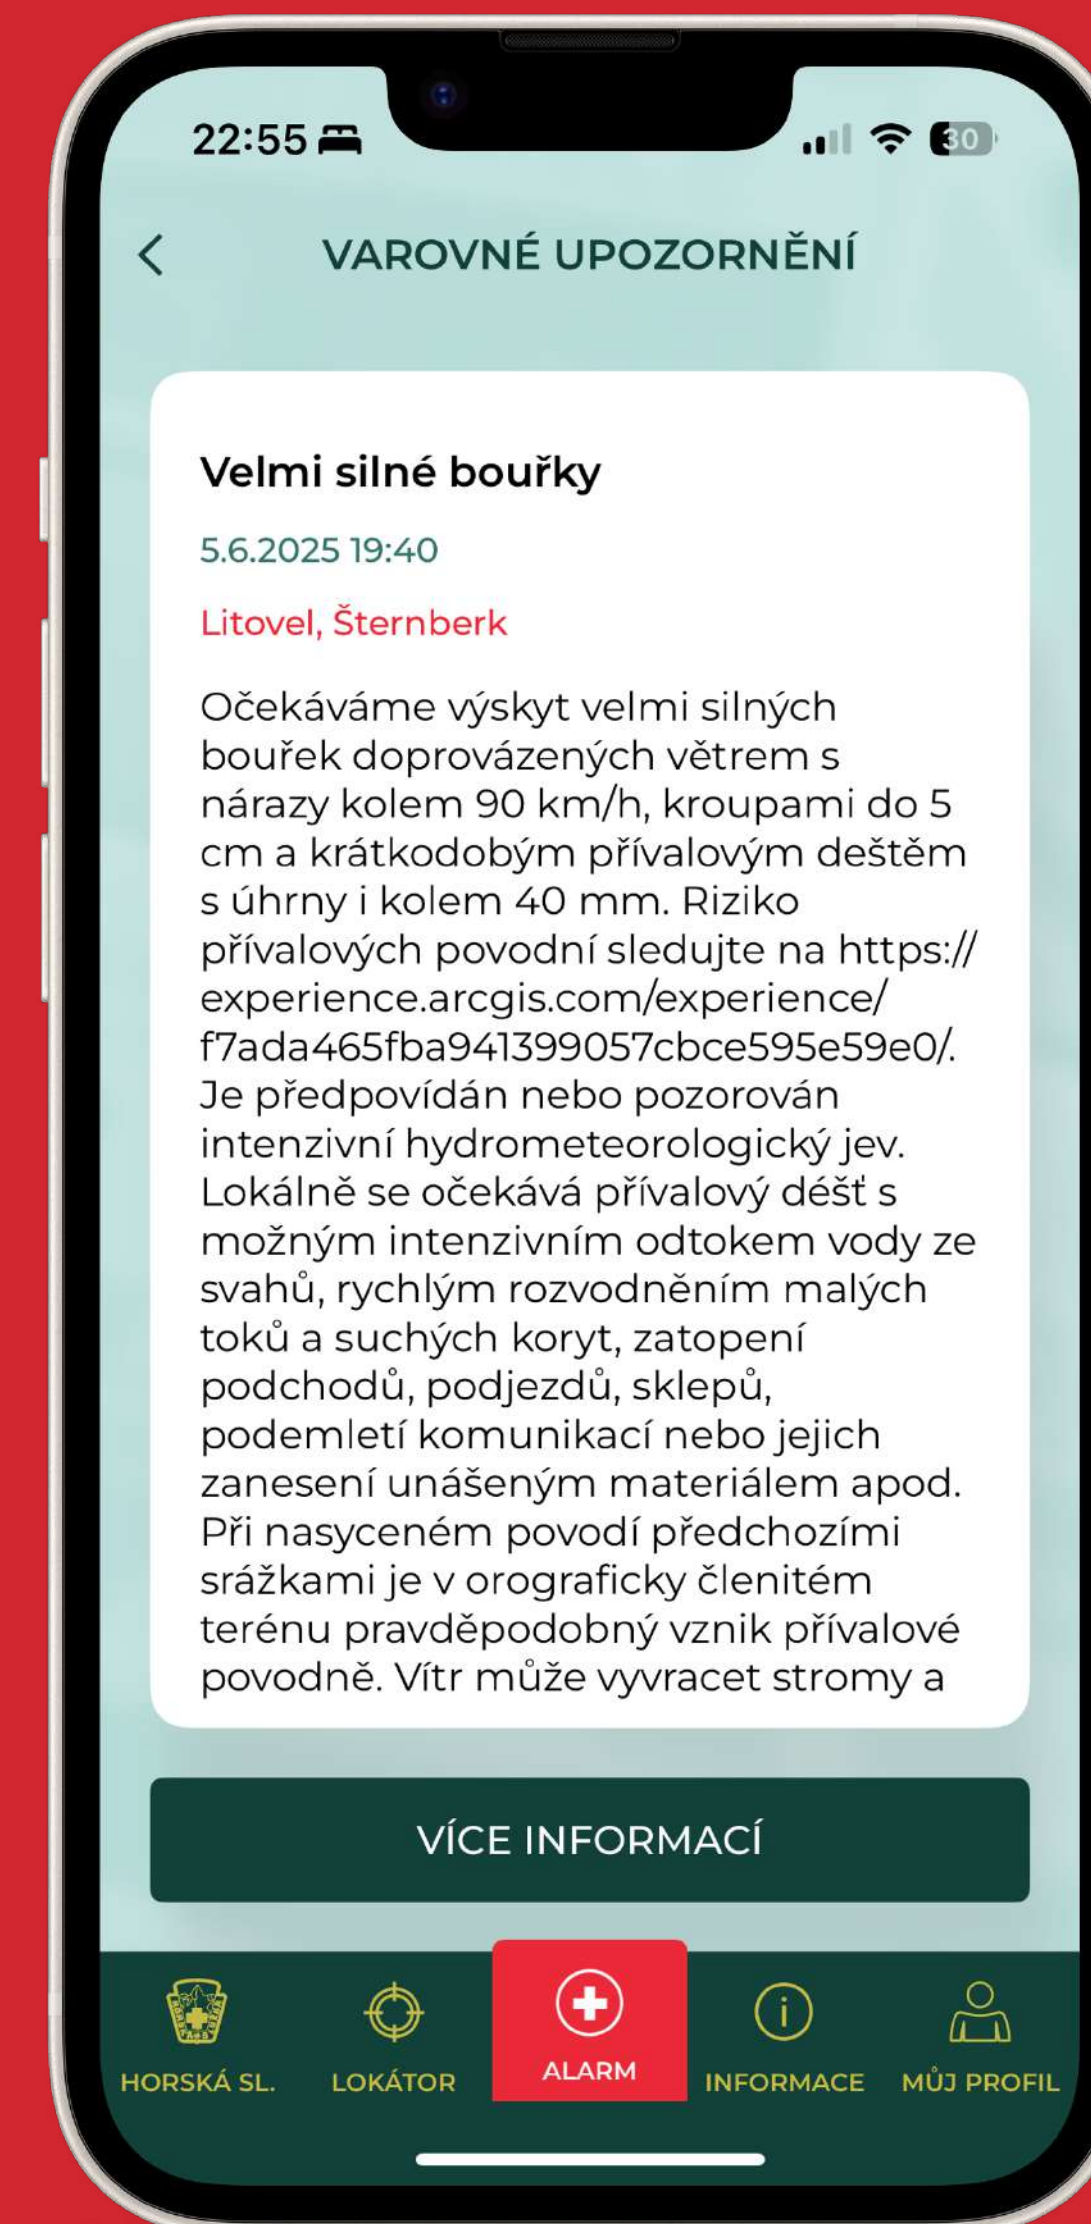 22:55
30
VAROVNÉ UPOZORNĚNÍ
Velmi silné bouřky
5.6.2025 19:40
Litovel, Šternberk
Očekáváme výskyt velmi silných
bouřek doprovázených větrem s
nárazy kolem 90 km/h, kroupami do 5
cm a krátkodobým přívalovým deštěm
s úhrny i kolem 40 mm. Riziko
přívalových povodní sledujte na https://
experience.arcgis.com/experience/
f7ada465fba941399057cbce595e59e0/.
Je předpovídán nebo pozorován
intenzivní hydrometeorologický jev.
Lokálně se očekává přívalový déšť s
možným intenzivním odtokem vody ze
svahů, rychlým rozvodněním malých
toků a suchých koryt, zatopení
podchodů, podjezdů, sklepů,
podemletí komunikací nebo jejich
zanesení unášeným materiálem apod.
Při nasyceném povodí předchozími
srážkami je v orograficky členitém
terénu pravděpodobný vznik přívalové
povodně. Vítr může vyvracet stromy a
VÍCE INFORMACÍ
HORSKÁ SL.
LOKÁTOR
ALARM
INFORMACE
MŮJ PROFIL